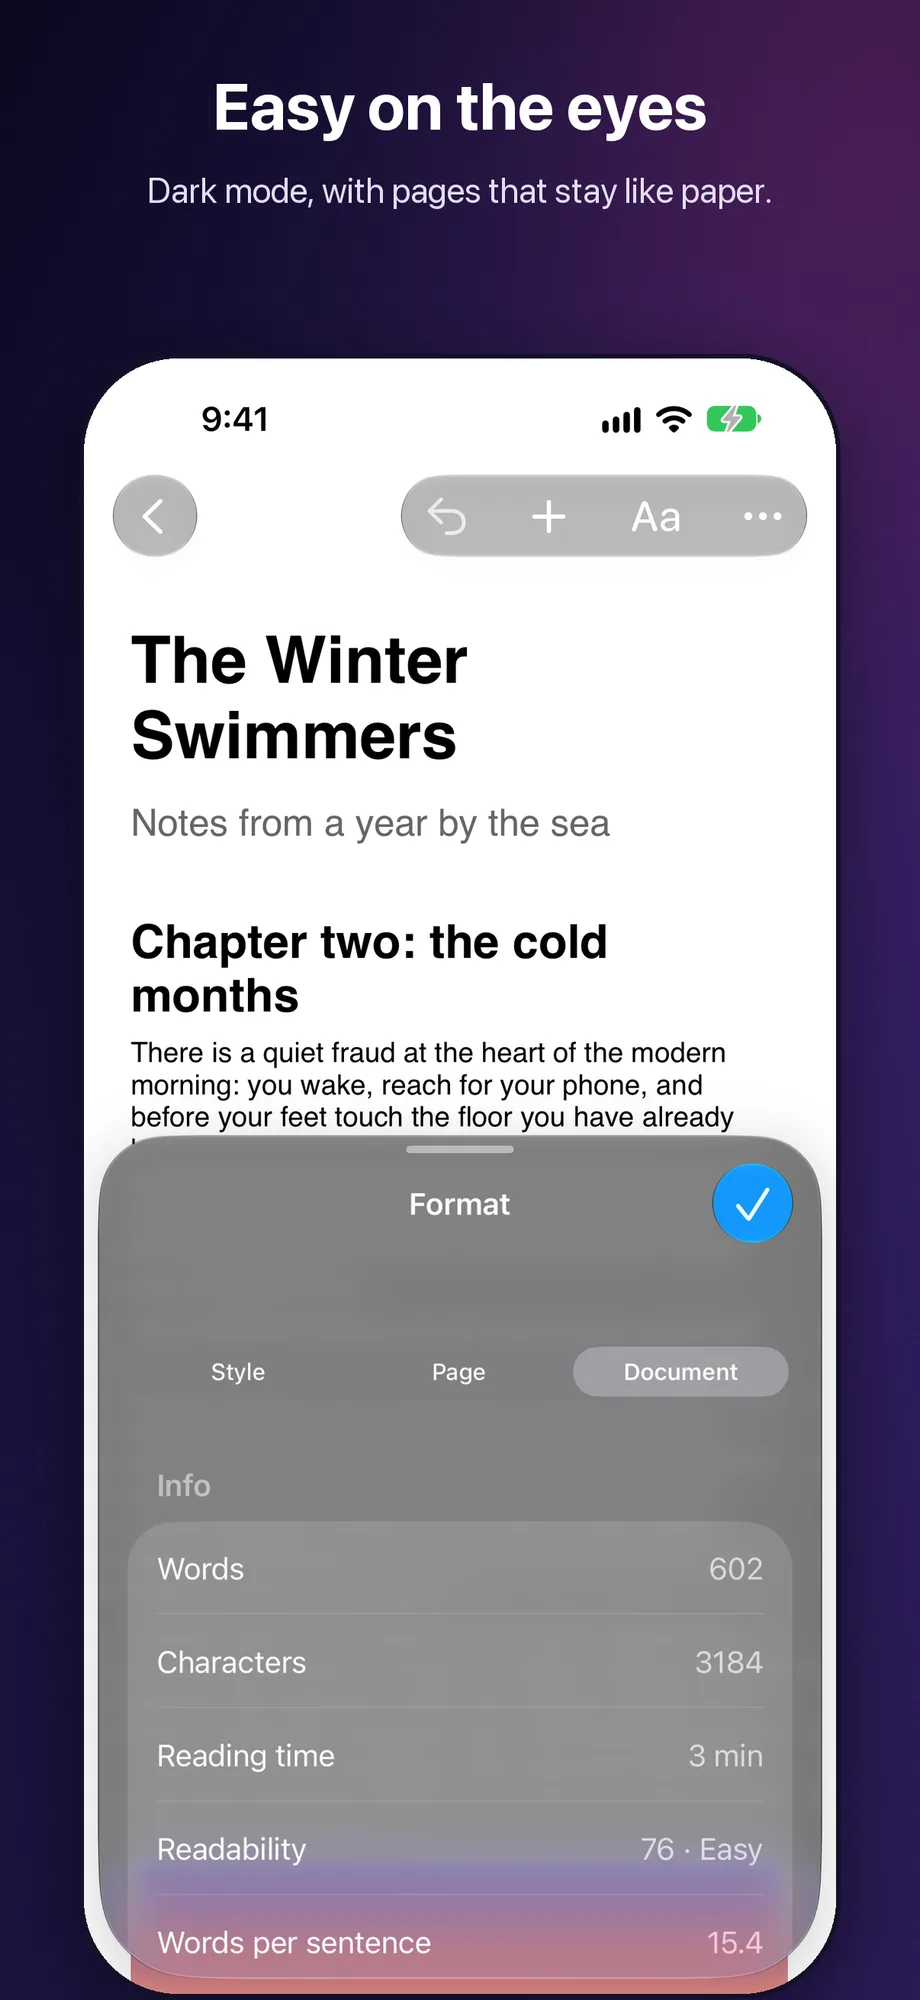 Easy on the eyes
Dark mode, with pages that stay like paper.
9:41
Aa
The Winter
Swimmers
Notes from a year by the sea
Chapter two: the cold
months
There is a quiet fraud at the heart of the modern
morning: you wake, reach for your phone, and
before your feet touch the floor you have already
Format
Style Page Document
Info
Words 602
Characters 3184
Reading time 3 min
Readability 76 · Easy
Words per sentence 15.4